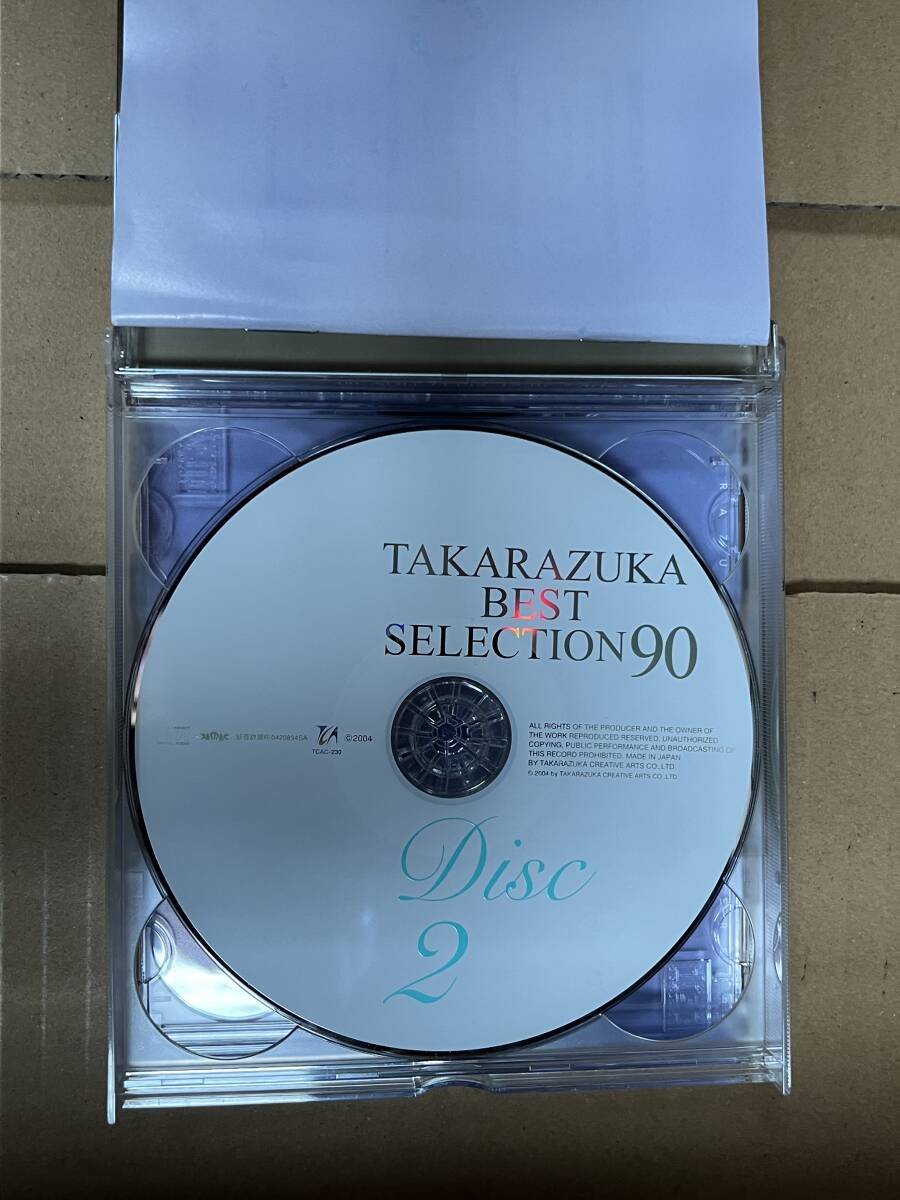 TAKARAZUKA
BEST
SELECTION90
©2004
TCAC-230
ALL RIGHTS OF THE PRODUCER AND THE OWNER OF
THE WORK REPRODUCED RESERVED. UNAUTHORIZED
COPYING, PUBLIC PERFORMANCE AND BROADCASTING OF
THIS RECORD PROHIBITED. MADE IN JAPAN
BY TAKARAZUKA CREATIVE ARTS CO.,LTD.
© 2004 by TAKARAZUKA CREATIVE ARTS CO.,LTD.
Disc
2